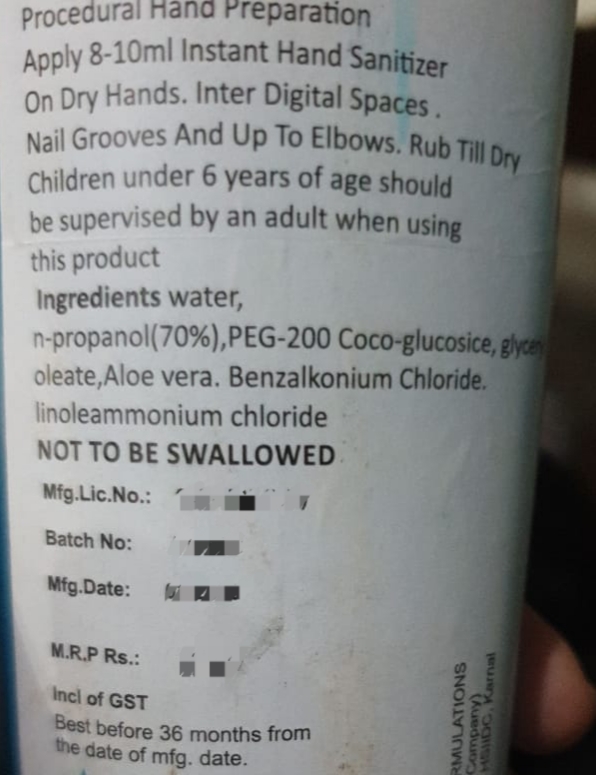 Procedural Hand Preparation
Apply 8-10ml Instant Hand Sanitizer
On Dry Hands. Inter Digital Spaces .
Nail Grooves And Up To Elbows. Rub Till Dry
Children under 6 years of age should
be supervised by an adult when using
this product
Ingredients water,
n-propanol(70%),PEG-200 Coco-glucosice,
oleate,Aloe vera. Benzalkonium Chloride.
linoleammonium chloride
NOT TO BE SWALLOWED
Mfg.Lic.No.:
Batch No:
Mfg.Date:
M.R.P Rs.:
Incl of GST
Best before 36 months from
the date of mfg. date.
Company)
Karnal